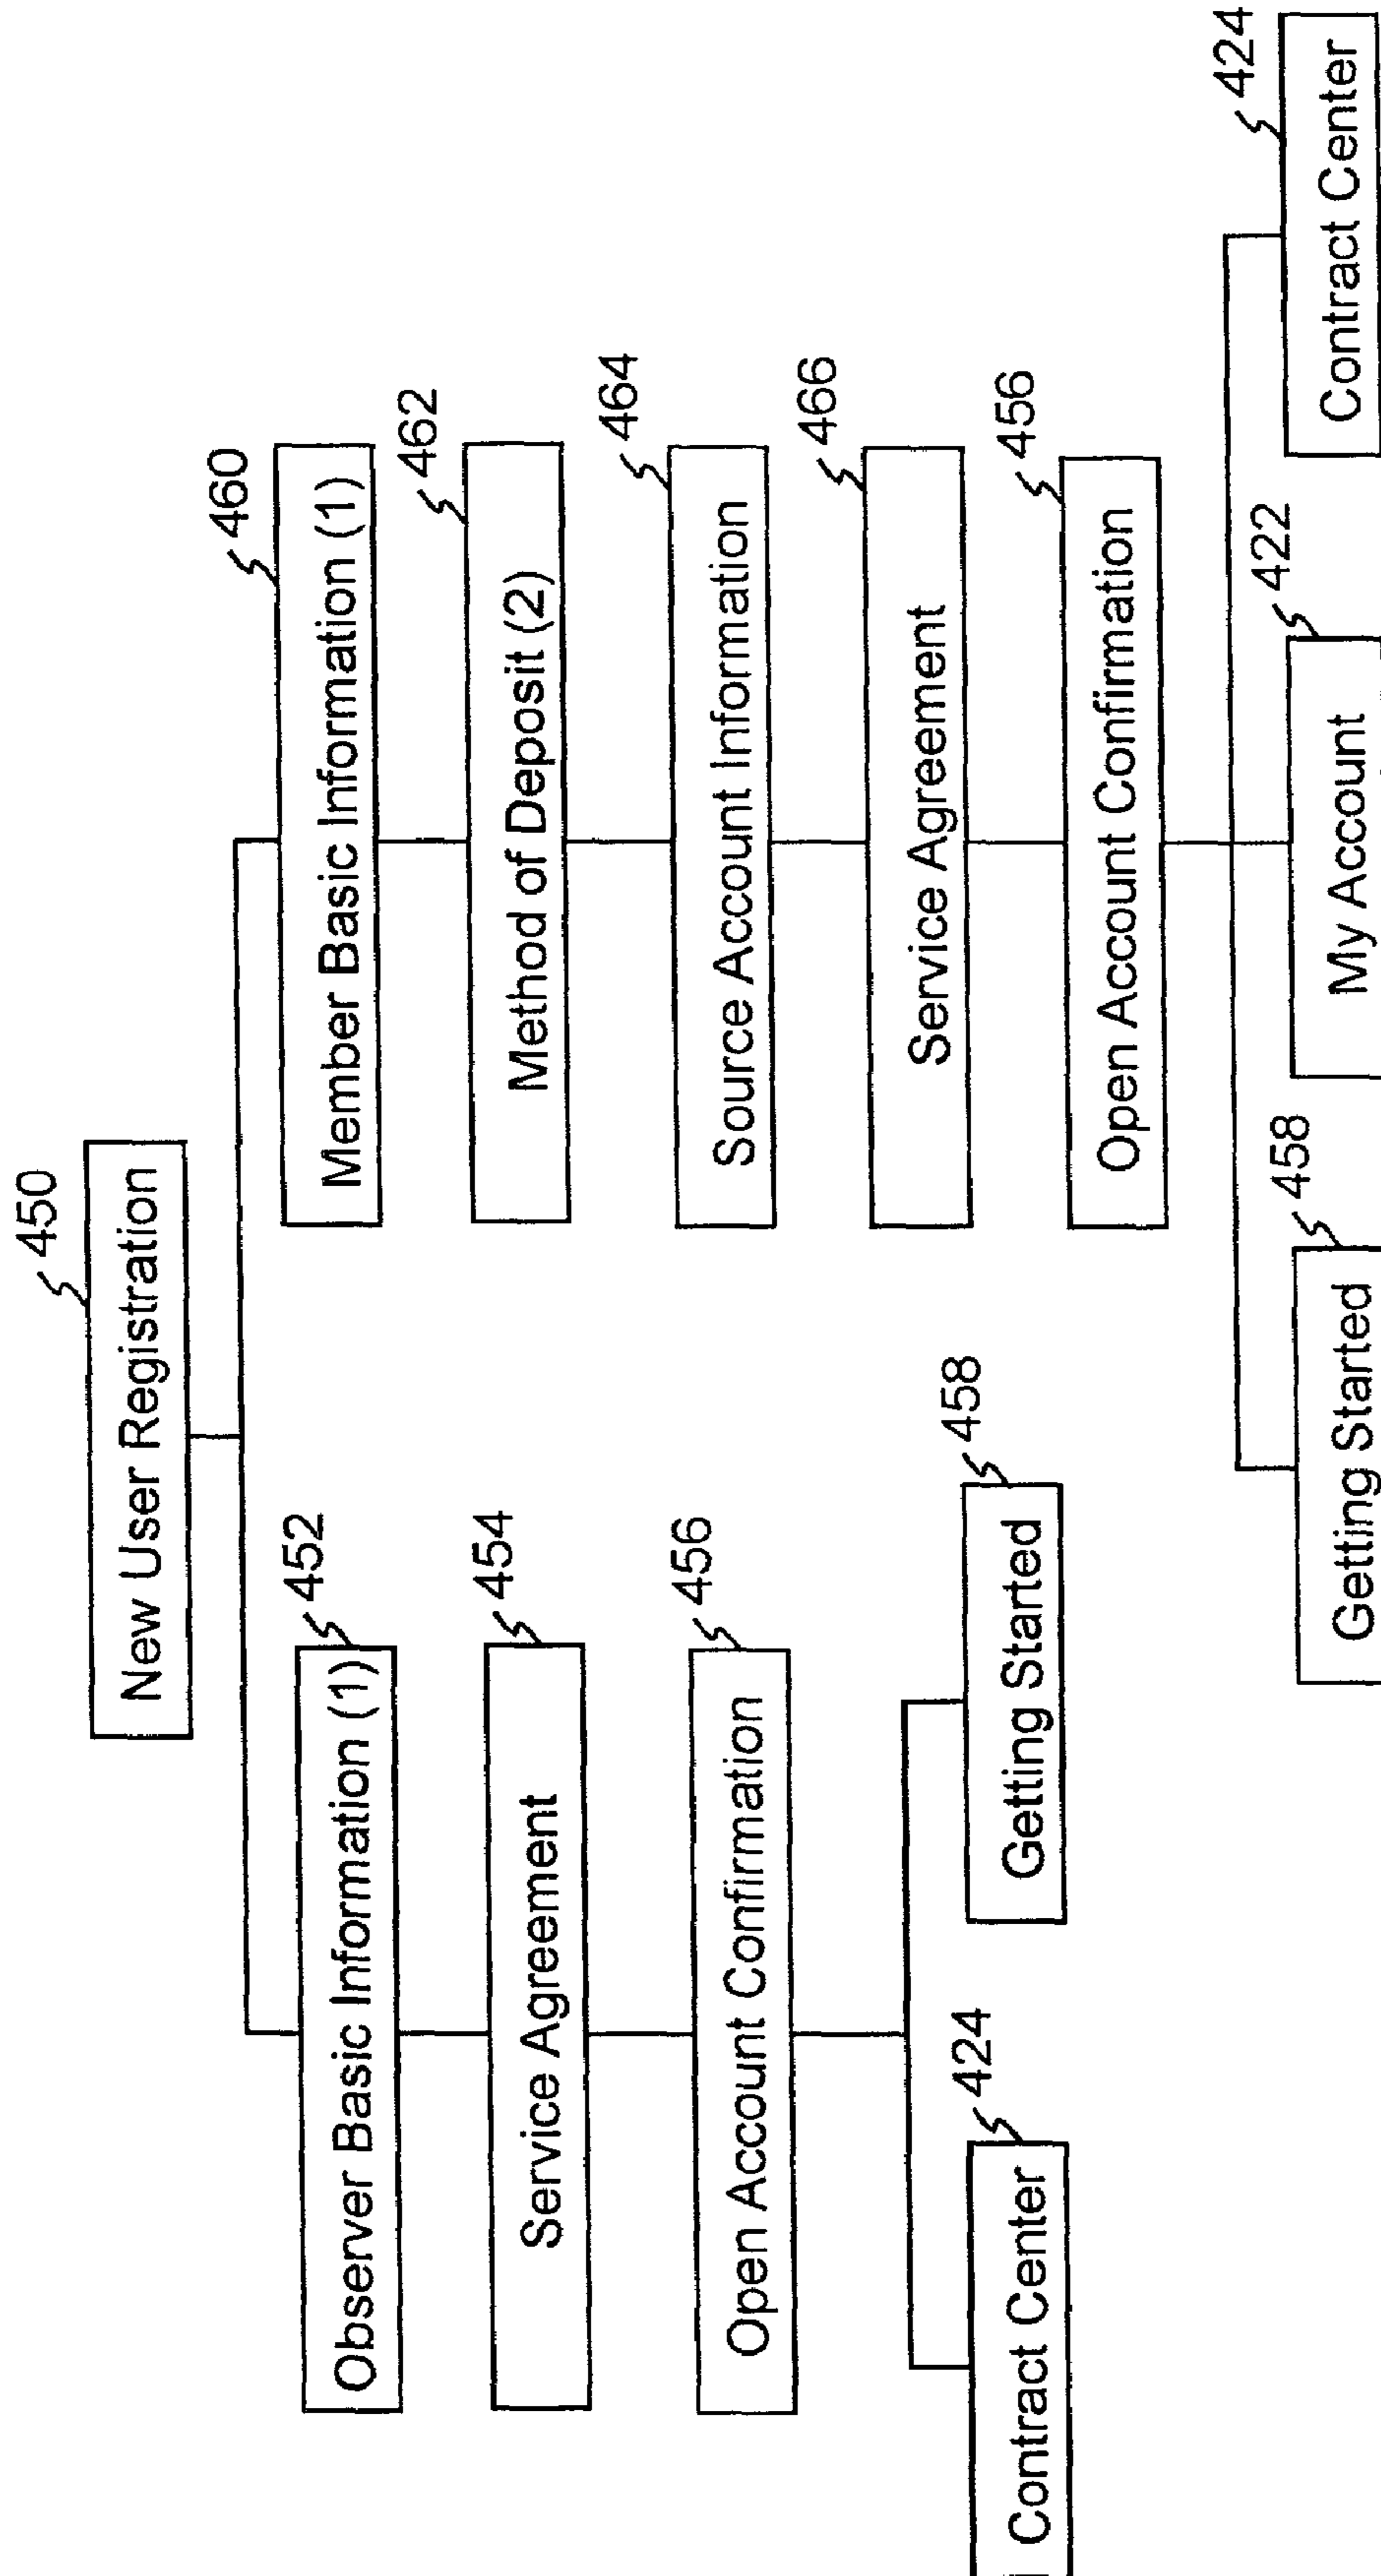 450
New User Registration
452
Observer Basic Information (1)
454
Service Agreement
456
Open Account Confirmation
424
Contract Center
458
Getting Started
460
Member Basic Information (1)
462
Method of Deposit (2)
464
Source Account Information
466
Service Agreement
456
Open Account Confirmation
458
Getting Started
422
My Account
424
Contract Center